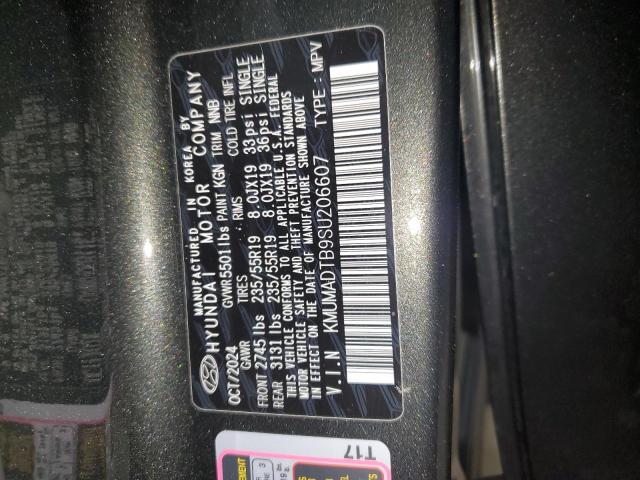 MANUFACTURED IN KOREA BY
HYUNDAI MOTOR COMPANY
OCT/2024 GVWR5501lbs PAINT KGN TRIM NNB
GAWR TIRES RIMS COLD TIRE INFL
FRONT 2745 lbs 235/55R19 8.0JX19 33psi SINGLE
REAR 3131 lbs 235/55R19 8.0JX19 36psi SINGLE
THIS VEHICLE CONFORMS TO ALL APPLICABLE U.S.A. FEDERAL
MOTOR VEHICLE SAFETY AND THEFT PREVENTION STANDARDS
IN EFFECT ON THE DATE OF MANUFACTURE SHOWN ABOVE
V.I.N KMUMADTB9SU206607 TYPE : MPV
T17